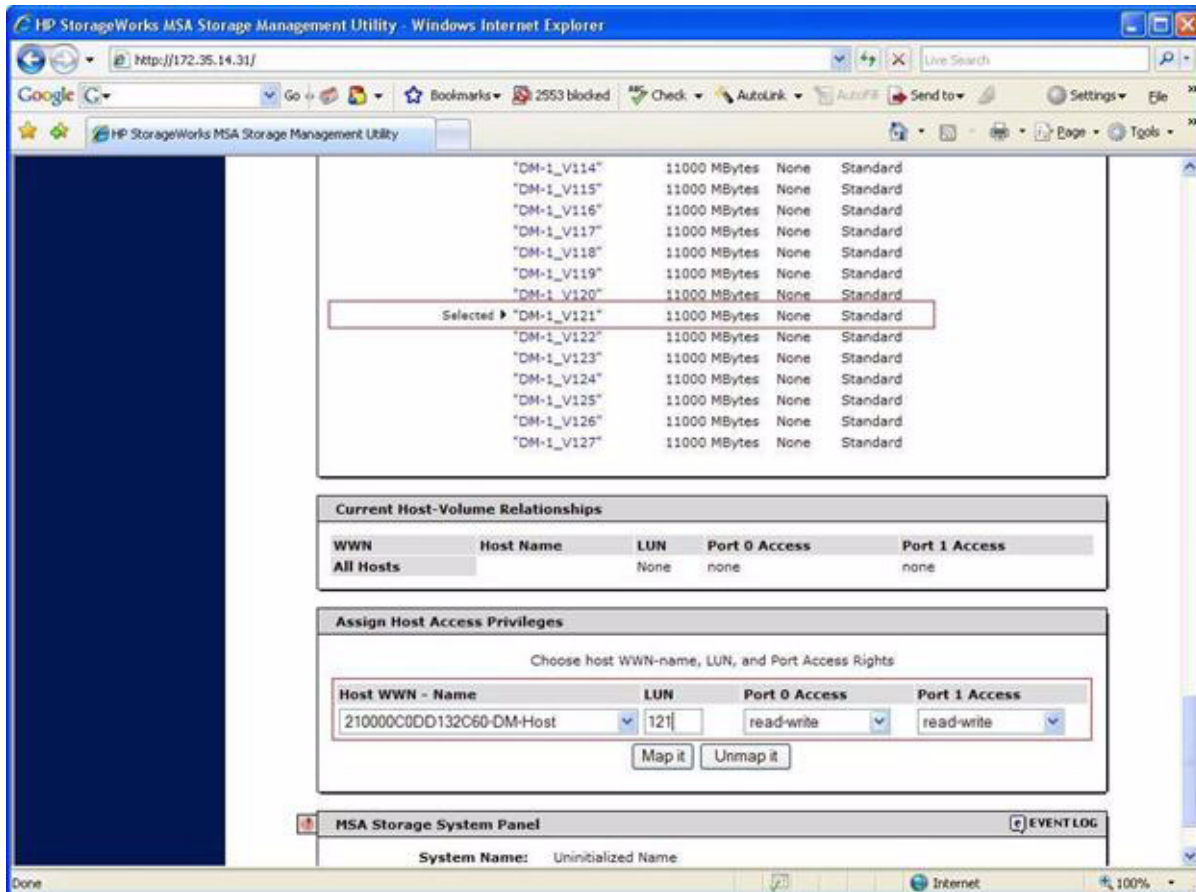 HP StorageWorks MSA Storage Management Utility - Windows Internet Explorer
http://172.35.14.31/
Live Search
Google
Go
Bookmarks
2553 blocked
Check
AutoLink
AutoFill
Send to
Settings
File
HP StorageWorks MSA Storage Management Utility
Page
Tools
"DM-1_V114" 11000 MBytes None Standard
"DM-1_V115" 11000 MBytes None Standard
"DM-1_V116" 11000 MBytes None Standard
"DM-1_V117" 11000 MBytes None Standard
"DM-1_V118" 11000 MBytes None Standard
"DM-1_V119" 11000 MBytes None Standard
"DM-1_V120" 11000 MBytes None Standard
Selected "DM-1_V121" 11000 MBytes None Standard
"DM-1_V122" 11000 MBytes None Standard
"DM-1_V123" 11000 MBytes None Standard
"DM-1_V124" 11000 MBytes None Standard
"DM-1_V125" 11000 MBytes None Standard
"DM-1_V126" 11000 MBytes None Standard
"DM-1_V127" 11000 MBytes None Standard
Current Host-Volume Relationships
WWN Host Name LUN Port 0 Access Port 1 Access
All Hosts None none none
Assign Host Access Privileges
Choose host WWN-name, LUN, and Port Access Rights
Host WWN - Name LUN Port 0 Access Port 1 Access
210000C0DD132C60-DM-Host 121 read-write read-write
Map it Unmap it
MSA Storage System Panel EVENT LOG
System Name: Uninitialized Name
Done Internet 100%